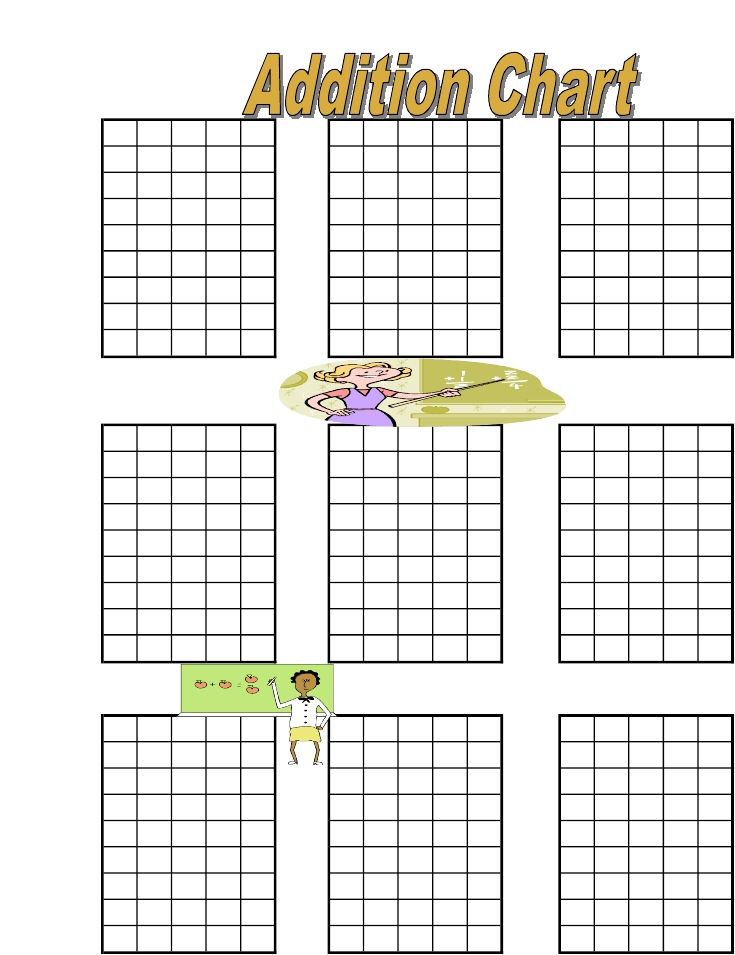 Addition Chart
+ =